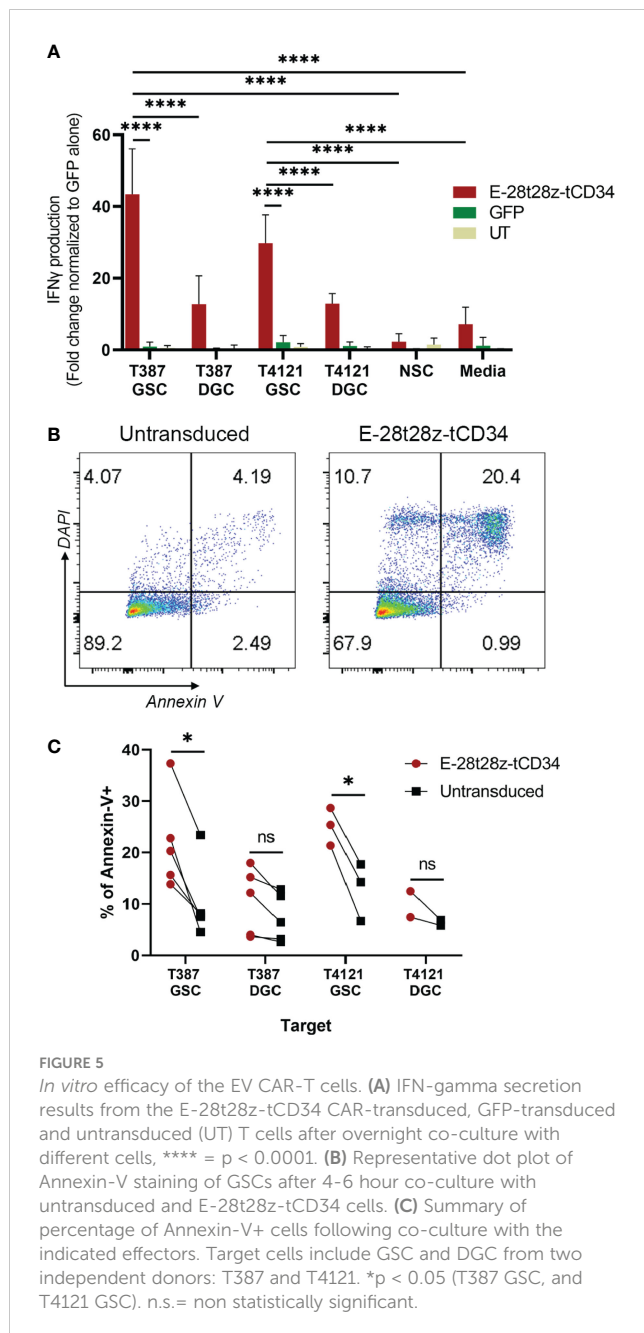 A
****
****
****
****
****
****
****
****
60
40
20
0
IFNγ production
(Fold change normalized to GFP alone)
E-28t28z-tCD34
GFP
UT
T387
GSC
T387
DGC
T4121
GSC
T4121
DGC
NSC
Media
B
Untransduced
E-28t28z-tCD34
4.07
4.19
89.2
2.49
10.7
20.4
67.9
0.99
DAPI
Annexin V
C
% of Annexin-V+
40
30
20
10
0
*
ns
*
ns
E-28t28z-tCD34
Untransduced
T387
GSC
T387
DGC
T4121
GSC
T4121
DGC
Target
FIGURE 5
In vitro efficacy of the EV CAR-T cells. (A) IFN-gamma secretion
results from the E-28t28z-tCD34 CAR-transduced, GFP-transduced
and untransduced (UT) T cells after overnight co-culture with
different cells, **** = p < 0.0001. (B) Representative dot plot of
Annexin-V staining of GSCs after 4-6 hour co-culture with
untransduced and E-28t28z-tCD34 cells. (C) Summary of
percentage of Annexin-V+ cells following co-culture with the
indicated effectors. Target cells include GSC and DGC from two
independent donors: T387 and T4121. *p < 0.05 (T387 GSC, and
T4121 GSC). n.s.= non statistically significant.